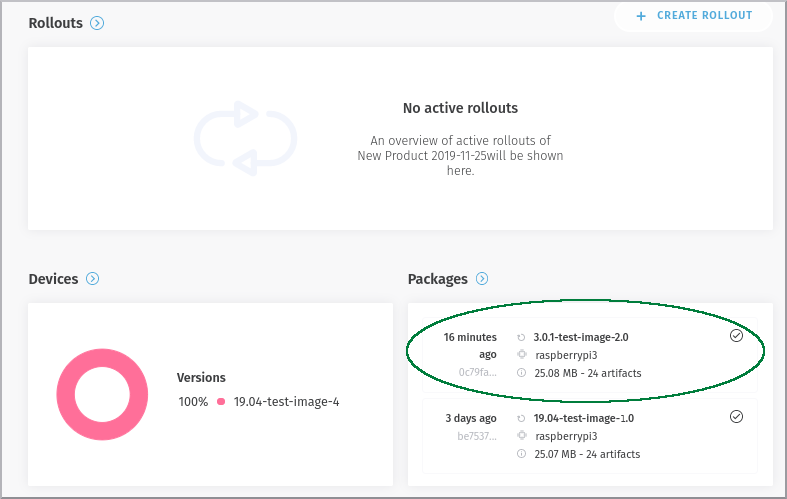 Rollouts
+ CREATE ROLLOUT
No active rollouts
An overview of active rollouts of
New Product 2019-11-25will be shown
here.
Devices
Versions
100% 19.04-test-image-4
Packages
16 minutes
ago
0c79fa...
3.0.1-test-image-2.0
raspberrypi3
25.08 MB - 24 artifacts
3 days ago
be7537...
19.04-test-image-1.0
raspberrypi3
25.07 MB - 24 artifacts